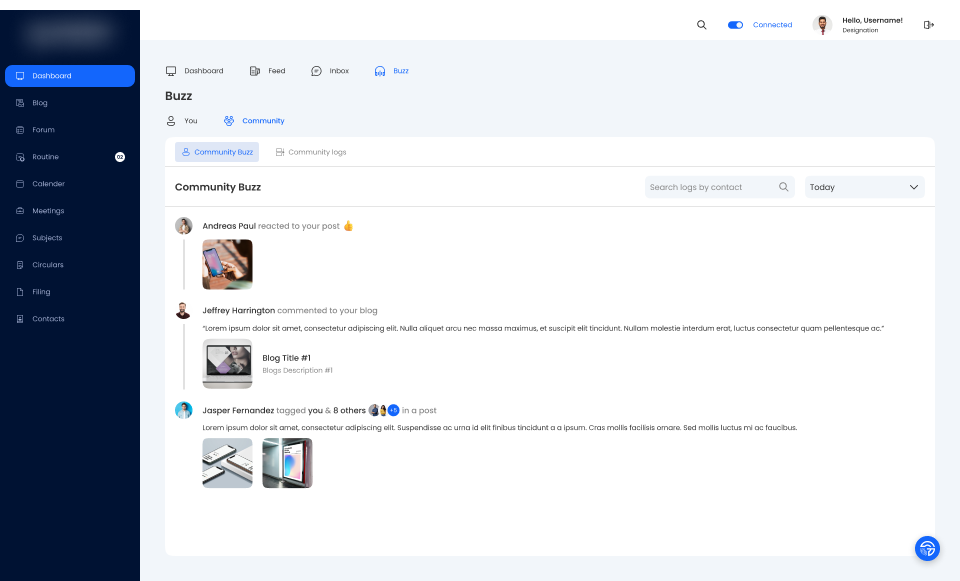 Connected
Hello, Username!
Designation
Dashboard
Blog
Forum
Routine
02
Calender
Meetings
Subjects
Circulars
Filing
Contacts
Dashboard
Feed
Inbox
Buzz
Buzz
You
Community
Community Buzz
Community logs
Community Buzz
Search logs by contact
Today
Andreas Paul reacted to your post 👍
Jeffrey Harrington commented to your blog
"Lorem ipsum dolor sit amet, consectetur adipiscing elit. Nulla aliquet arcu nec massa maximus, et suscipit elit tincidunt. Nullam molestie interdum erat, luctus consectetur quam pellentesque ac."
Blog Title #1
Blogs Description #1
Jasper Fernandez tagged you & 8 others +5 in a post
Lorem ipsum dolor sit amet, consectetur adipiscing elit. Suspendisse ac urna id elit finibus tincidunt a a ipsum. Cras mollis facilisis ornare. Sed mollis luctus mi ac faucibus.